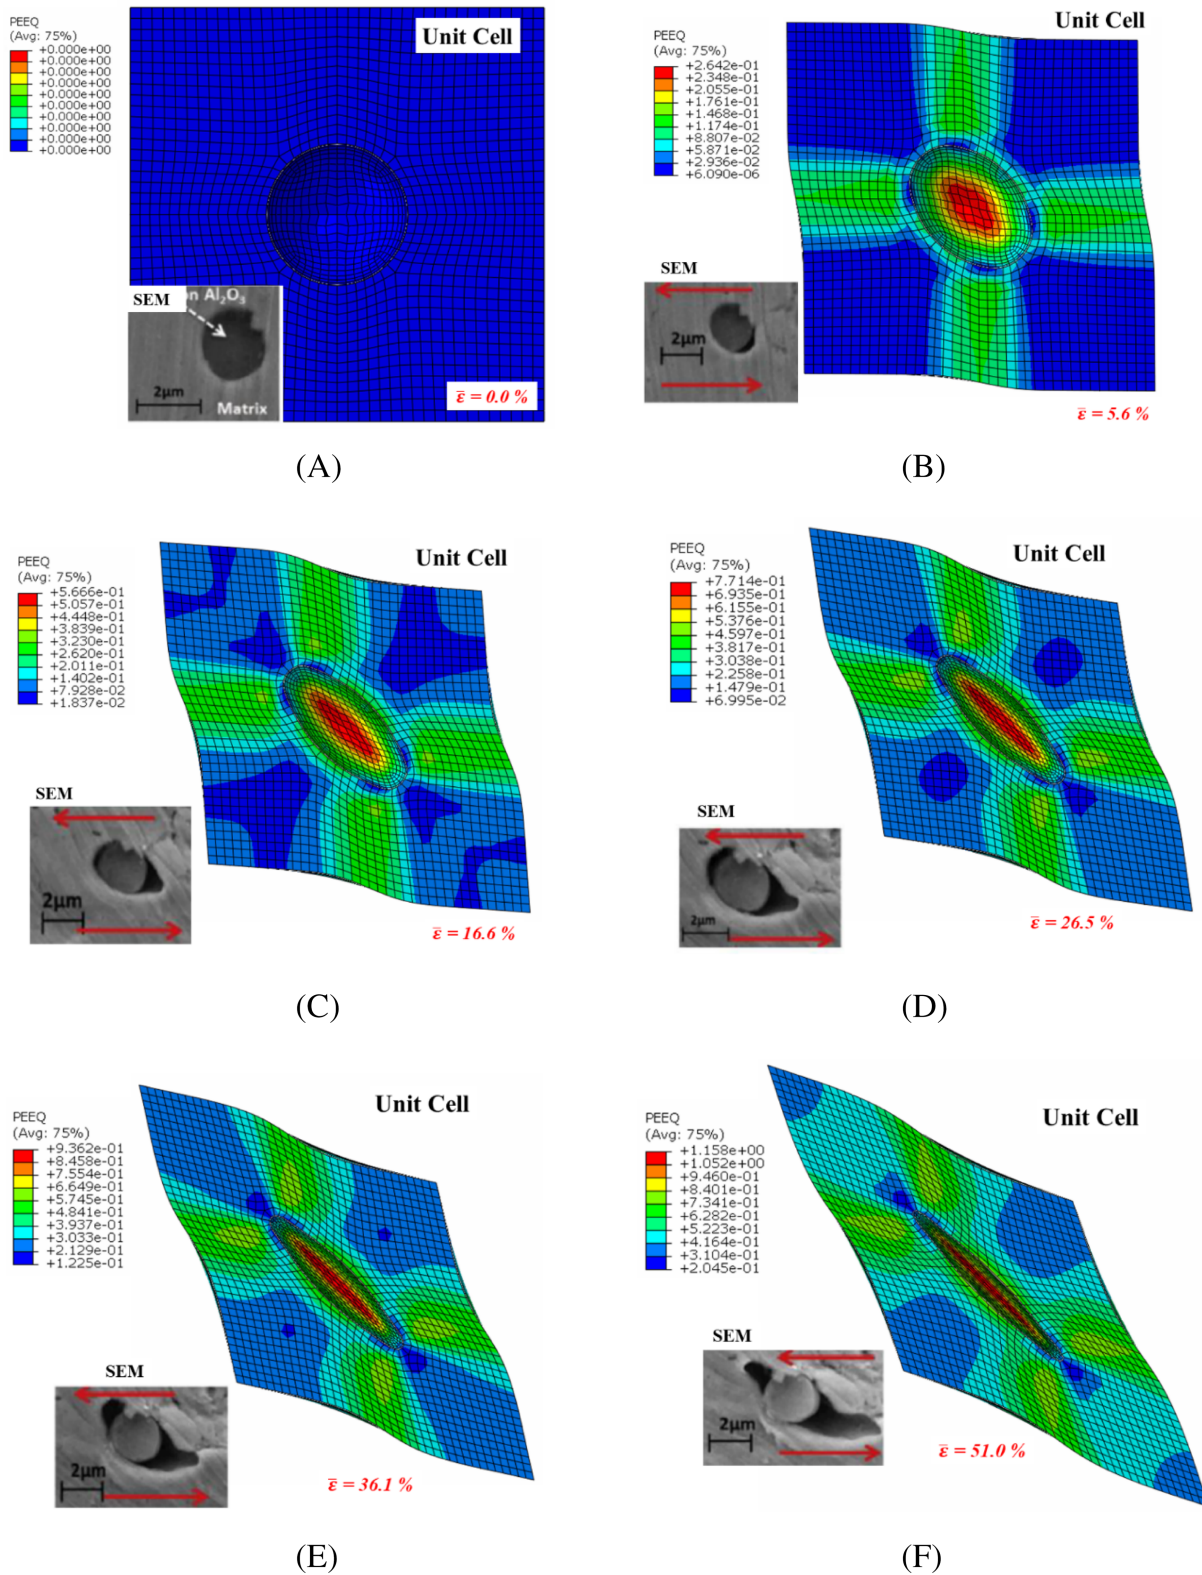 PEEQ
(Avg: 75%)
+0.000e+00
+0.000e+00
+0.000e+00
+0.000e+00
+0.000e+00
+0.000e+00
+0.000e+00
+0.000e+00
+0.000e+00
+0.000e+00
Unit Cell
SEM
on Al₂O₃
2μm
Matrix
ε̄ = 0.0 %
(A)
Unit Cell
PEEQ
(Avg: 75%)
+2.642e-01
+2.348e-01
+2.055e-01
+1.761e-01
+1.468e-01
+1.174e-01
+8.807e-02
+5.871e-02
+2.936e-02
+6.090e-06
SEM
2μm
ε̄ = 5.6 %
(B)
Unit Cell
PEEQ
(Avg: 75%)
+5.666e-01
+5.057e-01
+4.448e-01
+3.839e-01
+3.230e-01
+2.620e-01
+2.011e-01
+1.402e-01
+7.928e-02
+1.837e-02
SEM
2μm
ε̄ = 16.6 %
(C)
Unit Cell
PEEQ
(Avg: 75%)
+7.714e-01
+6.935e-01
+6.155e-01
+5.376e-01
+4.597e-01
+3.817e-01
+3.038e-01
+2.258e-01
+1.479e-01
+6.995e-02
SEM
2μm
ε̄ = 26.5 %
(D)
Unit Cell
PEEQ
(Avg: 75%)
+9.362e-01
+8.458e-01
+7.554e-01
+6.649e-01
+5.745e-01
+4.841e-01
+3.937e-01
+3.033e-01
+2.129e-01
+1.225e-01
SEM
2μm
ε̄ = 36.1 %
(E)
Unit Cell
PEEQ
(Avg: 75%)
+1.158e+00
+1.052e+00
+9.460e-01
+8.401e-01
+7.341e-01
+6.282e-01
+5.223e-01
+4.164e-01
+3.104e-01
+2.045e-01
SEM
2μm
ε̄ = 51.0 %
(F)